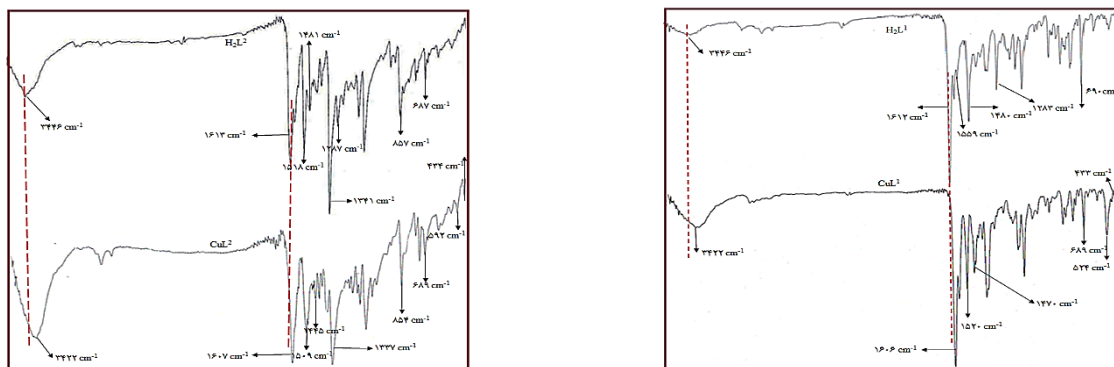 ۱۴۸۱ cm⁻¹
H₂L²
۳۴۴۶ cm⁻¹
۱۶۱۳ cm⁻¹
۱۵۱۸ cm⁻¹
۱۲۸۷ cm⁻¹
۶۸۷ cm⁻¹
۸۵۷ cm⁻¹
۴۳۴ cm⁻¹
۱۳۴۱ cm⁻¹
۵۹۲ cm⁻¹
CuL²
۳۴۲۲ cm⁻¹
۱۶۰۷ cm⁻¹
۱۵۰۹ cm⁻¹
۱۴۴۵ cm⁻¹
۱۳۳۷ cm⁻¹
۸۵۴ cm⁻¹
۶۸۹ cm⁻¹
H₂L¹
۳۴۴۶ cm⁻¹
۱۶۱۲ cm⁻¹
۱۵۵۹ cm⁻¹
۱۴۸۰ cm⁻¹
۱۲۸۳ cm⁻¹
۶۹۰ cm⁻¹
CuL¹
۴۳۳ cm⁻¹
۳۴۲۲ cm⁻¹
۱۶۰۶ cm⁻¹
۱۵۲۰ cm⁻¹
۱۴۷۰ cm⁻¹
۶۸۹ cm⁻¹
۵۲۴ cm⁻¹